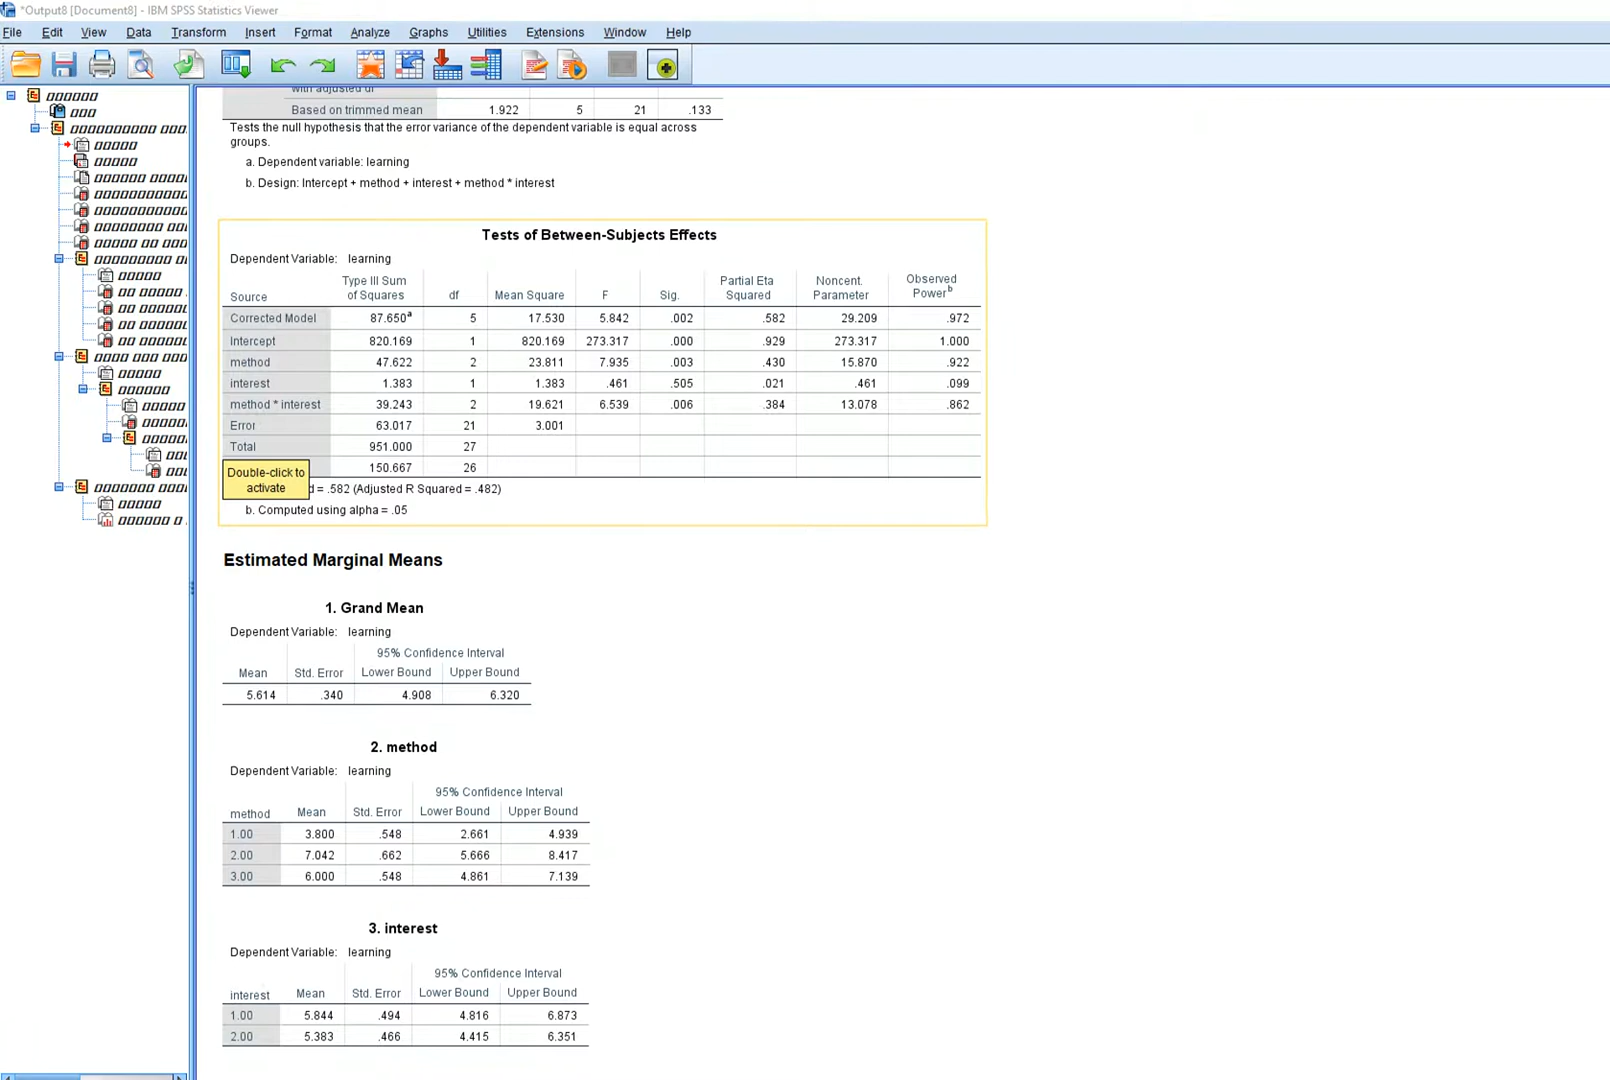 *Output8 [Document8] - IBM SPSS Statistics Viewer
File Edit View Data Transform Insert Format Analyze Graphs Utilities Extensions Window Help
with adjusted df
Based on trimmed mean 1.922 5 21 .133
Tests the null hypothesis that the error variance of the dependent variable is equal across
groups.
a. Dependent variable: learning
b. Design: Intercept + method + interest + method * interest
Tests of Between-Subjects Effects
Dependent Variable: learning
Source Type III Sum of Squares df Mean Square F Sig. Partial Eta Squared Noncent. Parameter Observed Power b
Corrected Model 87.650a 5 17.530 5.842 .002 .582 29.209 .972
Intercept 820.169 1 820.169 273.317 .000 .929 273.317 1.000
method 47.622 2 23.811 7.935 .003 .430 15.870 .922
interest 1.383 1 1.383 .461 .505 .021 .461 .099
method * interest 39.243 2 19.621 6.539 .006 .384 13.078 .862
Error 63.017 21 3.001
Total 951.000 27
150.667 26
Double-click to
activate
d = .582 (Adjusted R Squared = .482)
b. Computed using alpha = .05
Estimated Marginal Means
1. Grand Mean
Dependent Variable: learning
95% Confidence Interval
Mean Std. Error Lower Bound Upper Bound
5.614 .340 4.908 6.320
2. method
Dependent Variable: learning
95% Confidence Interval
method Mean Std. Error Lower Bound Upper Bound
1.00 3.800 .548 2.661 4.939
2.00 7.042 .662 5.666 8.417
3.00 6.000 .548 4.861 7.139
3. interest
Dependent Variable: learning
95% Confidence Interval
interest Mean Std. Error Lower Bound Upper Bound
1.00 5.844 .494 4.816 6.873
2.00 5.383 .466 4.415 6.351